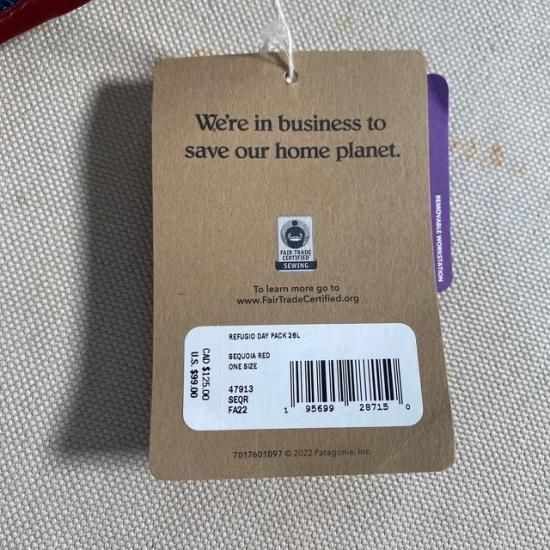 We're in business to
save our home planet.
FAIR TRADE
CERTIFIED
SEWING
To learn more go to
www.FairTradeCertified.org
REMOVABLE WORKSTATION
CAD $125.00
U.S. $99.00
REFUGIO DAY PACK 26L
SEQUOIA RED
ONE SIZE
47913
SEQR
FA22
1 95699 28715 0
7017601097 © 2022 Patagonia, Inc.